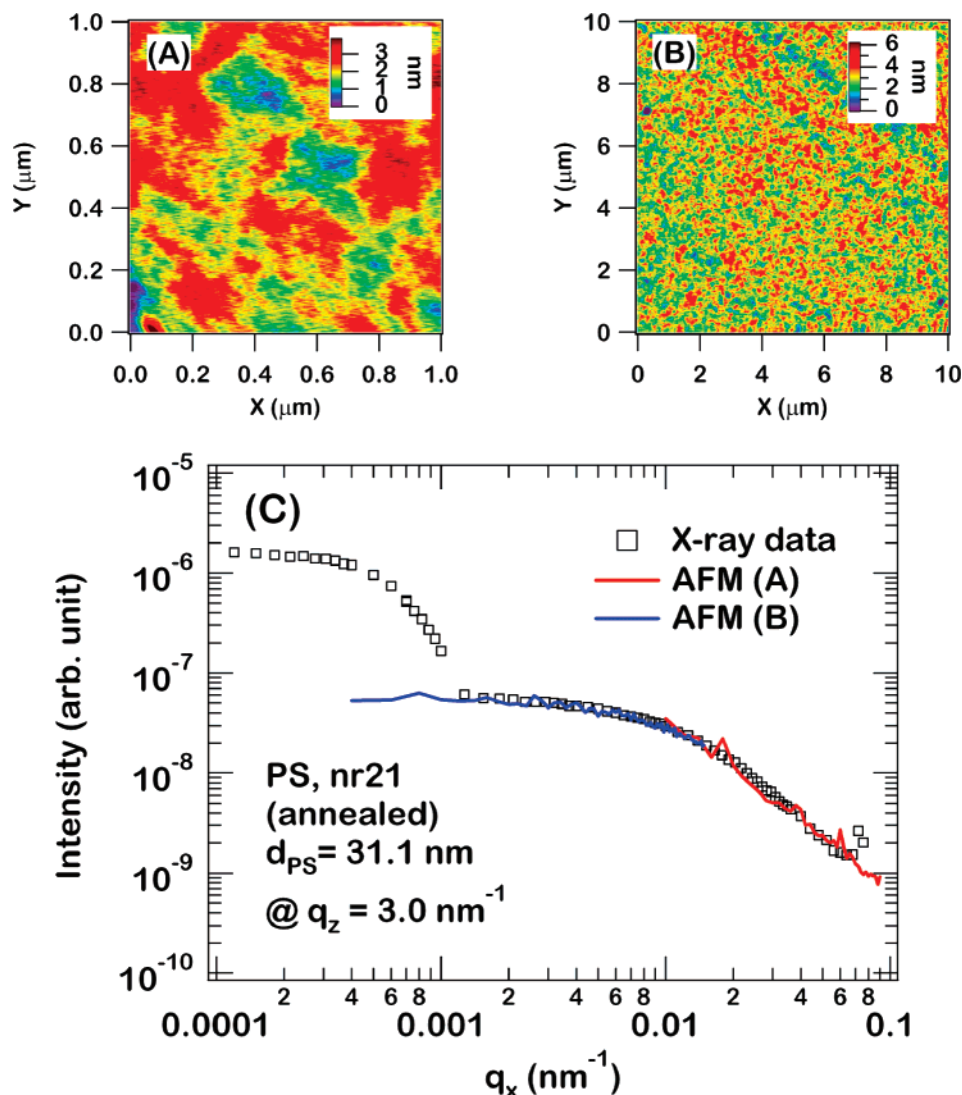 (A)
3
2
1
0
nm
1.0
0.8
0.6
0.4
0.2
0.0
Y (μm)
0.0 0.2 0.4 0.6 0.8 1.0
X (μm)
(B)
6
4
2
0
nm
10
8
6
4
2
0
Y (μm)
0 2 4 6 8 10
X (μm)
(C)
X-ray data
AFM (A)
AFM (B)
PS, nr21
(annealed)
d_PS= 31.1 nm
@ q_z = 3.0 nm⁻¹
10⁻⁵
10⁻⁶
10⁻⁷
10⁻⁸
10⁻⁹
10⁻¹⁰
Intensity (arb. unit)
2 4 6 8 2 4 6 8 2 4 6 8
0.0001 0.001 0.01 0.1
q_x (nm⁻¹)